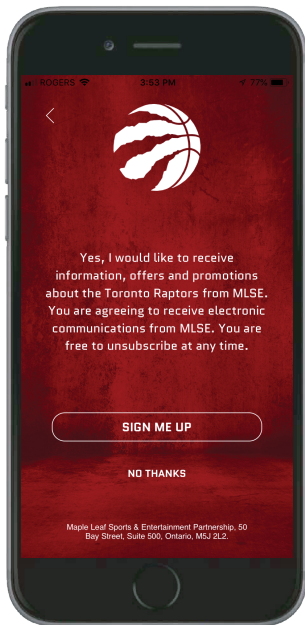 ROGERS 3:53 PM 77%
Yes, I would like to receive
information, offers and promotions
about the Toronto Raptors from MLSE.
You are agreeing to receive electronic
communications from MLSE. You are
free to unsubscribe at any time.
SIGN ME UP
NO THANKS
Maple Leaf Sports & Entertainment Partnership, 50
Bay Street, Suite 500, Ontario, M5J 2L2.